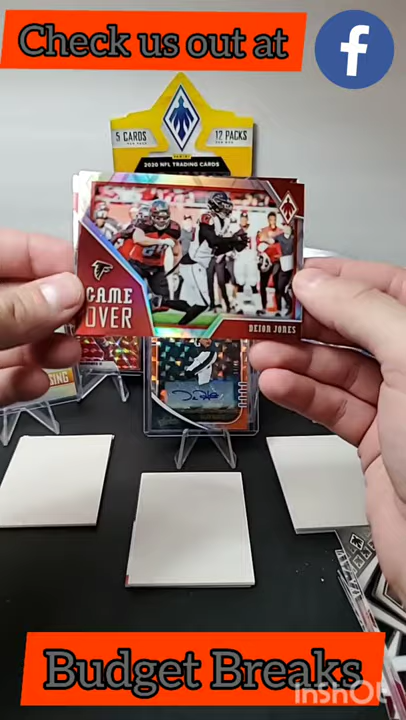 Check us out at
f
5 CARDS
12 PACKS
PANINI
2020 NFL TRADING CARDS
GAME
OVER
DEION JONES
Budget Breaks
InShOt